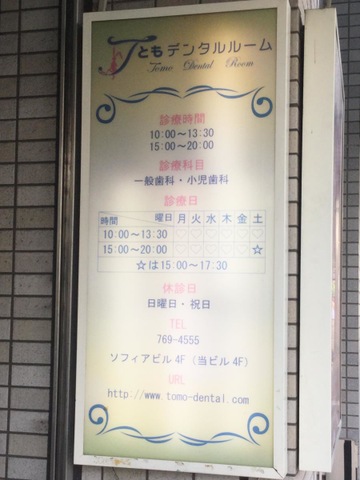 ともデンタルルーム
Tomo Dental Room
診療時間
10:00～13:30
15:00～20:00
診療科目
一般歯科・小児歯科
診療日
時間 曜日 月 火 水 木 金 土
10:00～13:30 ♡ ♡ ♡ ♡ ♡ ♡
15:00～20:00 ♡ ♡ ♡ ♡ ♡ ☆
☆は15:00～17:30
休診日
日曜日・祝日
TEL
769-4555
ソフィアビル4F（当ビル4F）
URL
http://www.tomo-dental.com